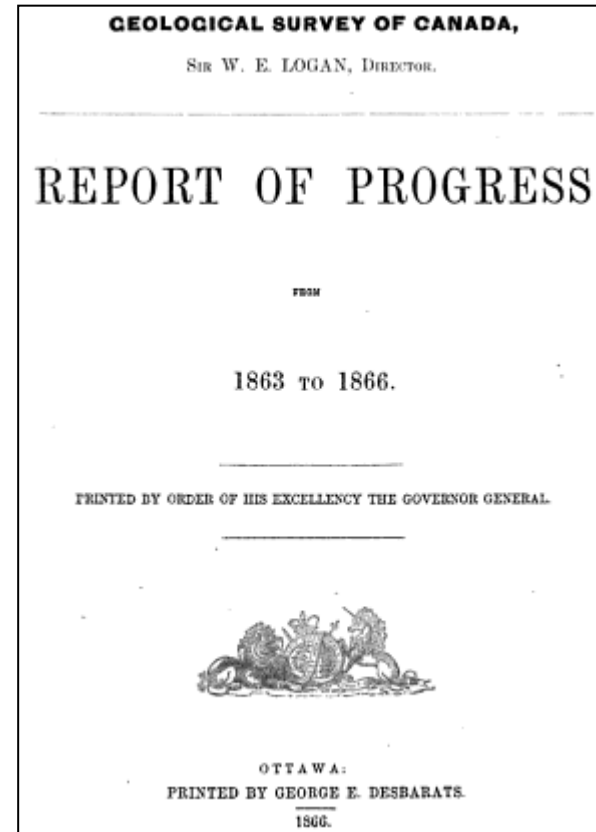 GEOLOGICAL SURVEY OF CANADA,
SIR W. E. LOGAN, DIRECTOR.
REPORT OF PROGRESS
FROM
1863 TO 1866.
PRINTED BY ORDER OF HIS EXCELLENCY THE GOVERNOR GENERAL.
OTTAWA:
PRINTED BY GEORGE E. DESBARATS.
1866.